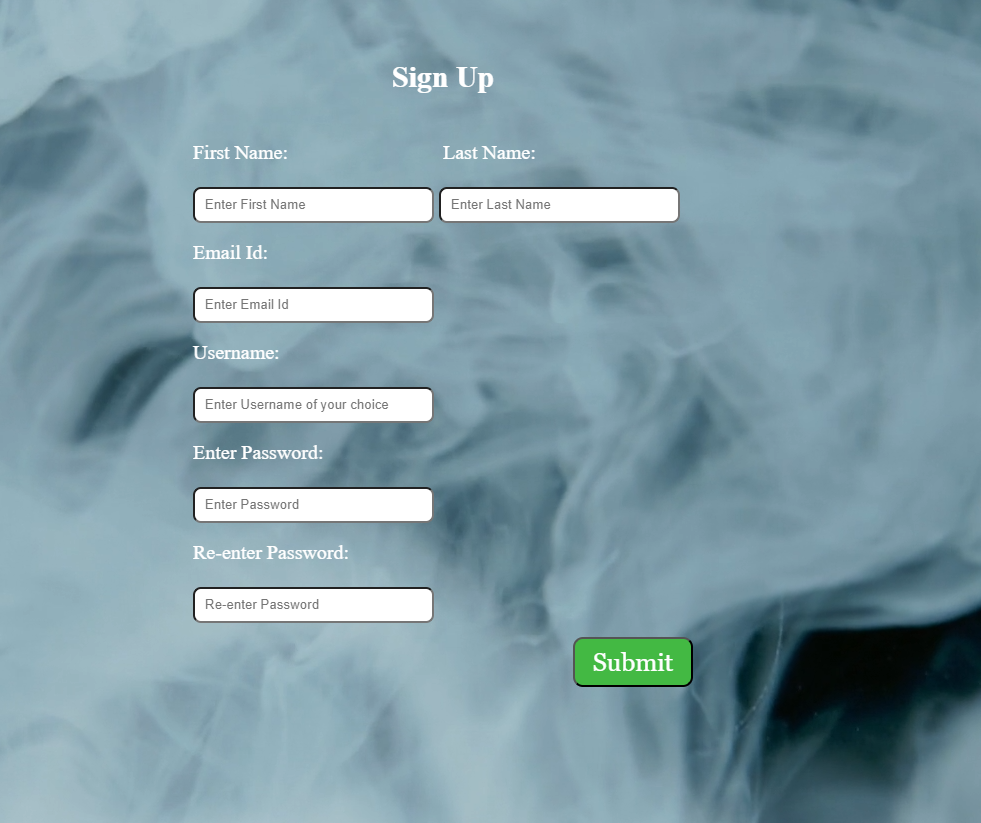 Sign Up
First Name: Last Name:
Enter First Name Enter Last Name
Email Id:
Enter Email Id
Username:
Enter Username of your choice
Enter Password:
Enter Password
Re-enter Password:
Re-enter Password
Submit